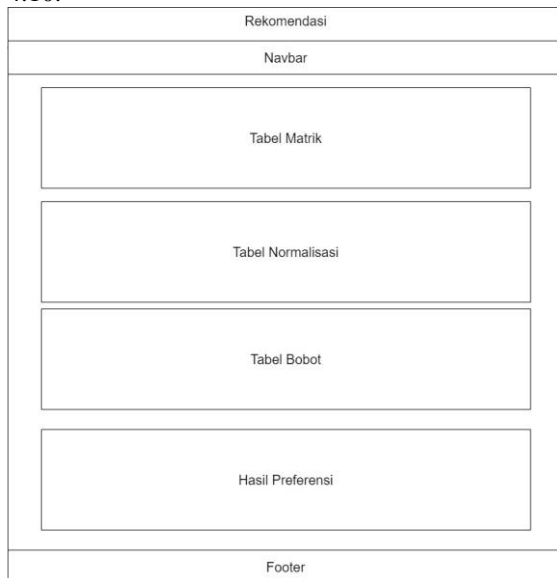 Rekomendasi
Navbar
Tabel Matrik
Tabel Normalisasi
Tabel Bobot
Hasil Preferensi
Footer